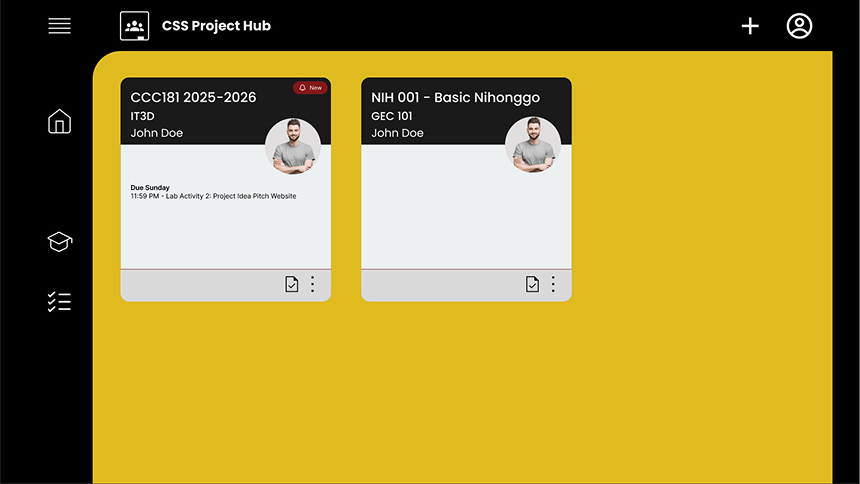 CSS Project Hub
CCC181 2025-2026
New
IT3D
John Doe
Due Sunday
11:59 PM - Lab Activity 2: Project Idea Pitch Website
NIH 001 - Basic Nihonggo
GEC 101
John Doe